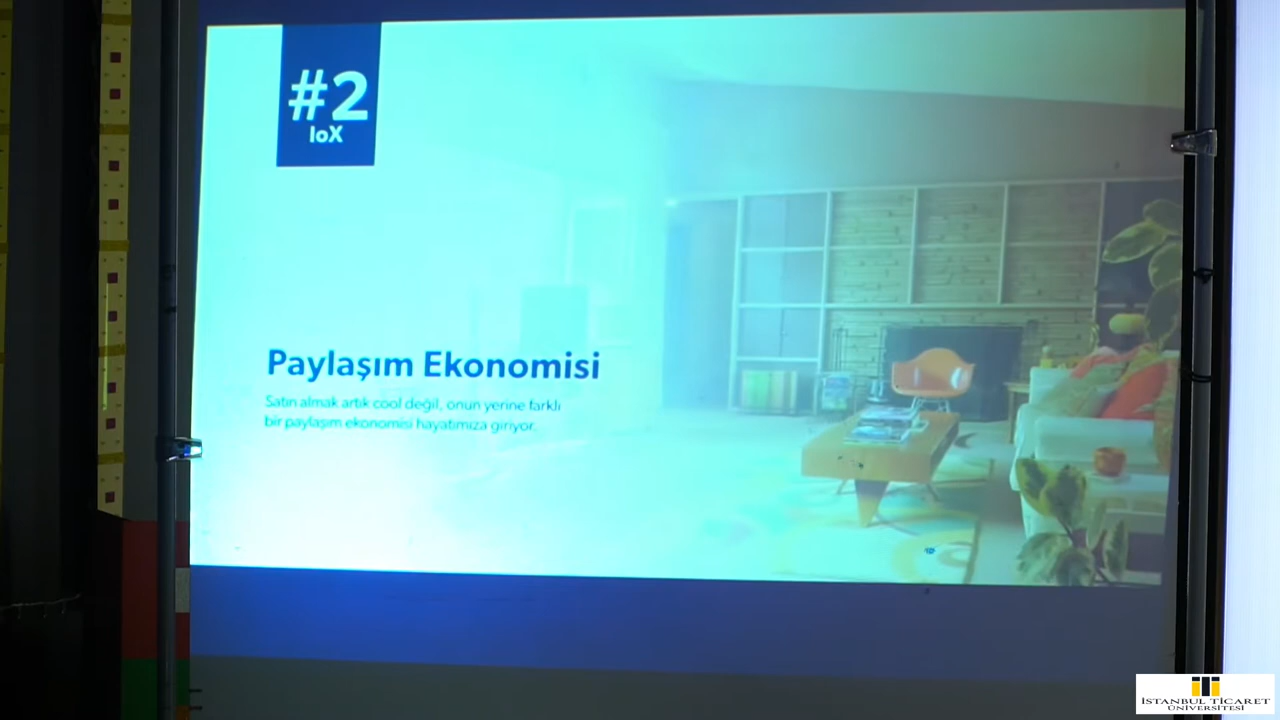 #2
IoX
Paylaşım Ekonomisi
Satın almak artık cool değil, onun yerine farklı
bir paylaşım ekonomisi hayatımıza giriyor.
İSTANBUL TİCARET
ÜNİVERSİTESİ